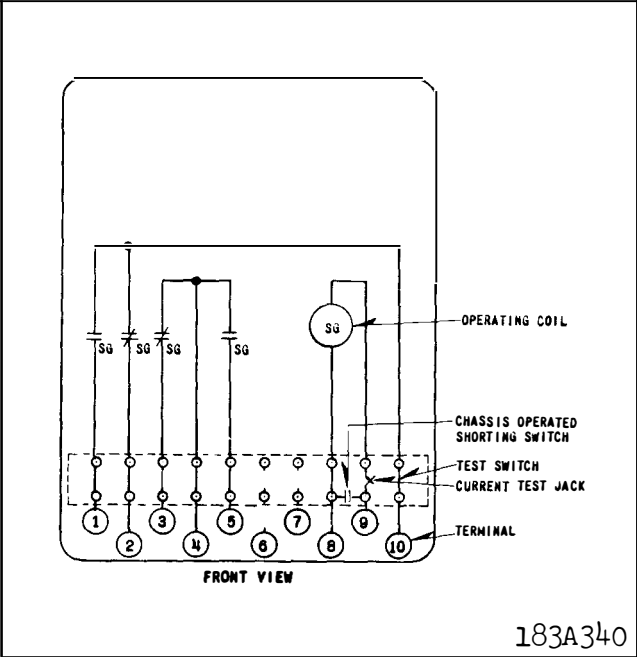 SG SG SG SG SG
OPERATING COIL
CHASSIS OPERATED
SHORTING SWITCH
TEST SWITCH
CURRENT TEST JACK
1 3 5 7 9
2 4 6 8 10
TERMINAL
FRONT VIEW
183A340